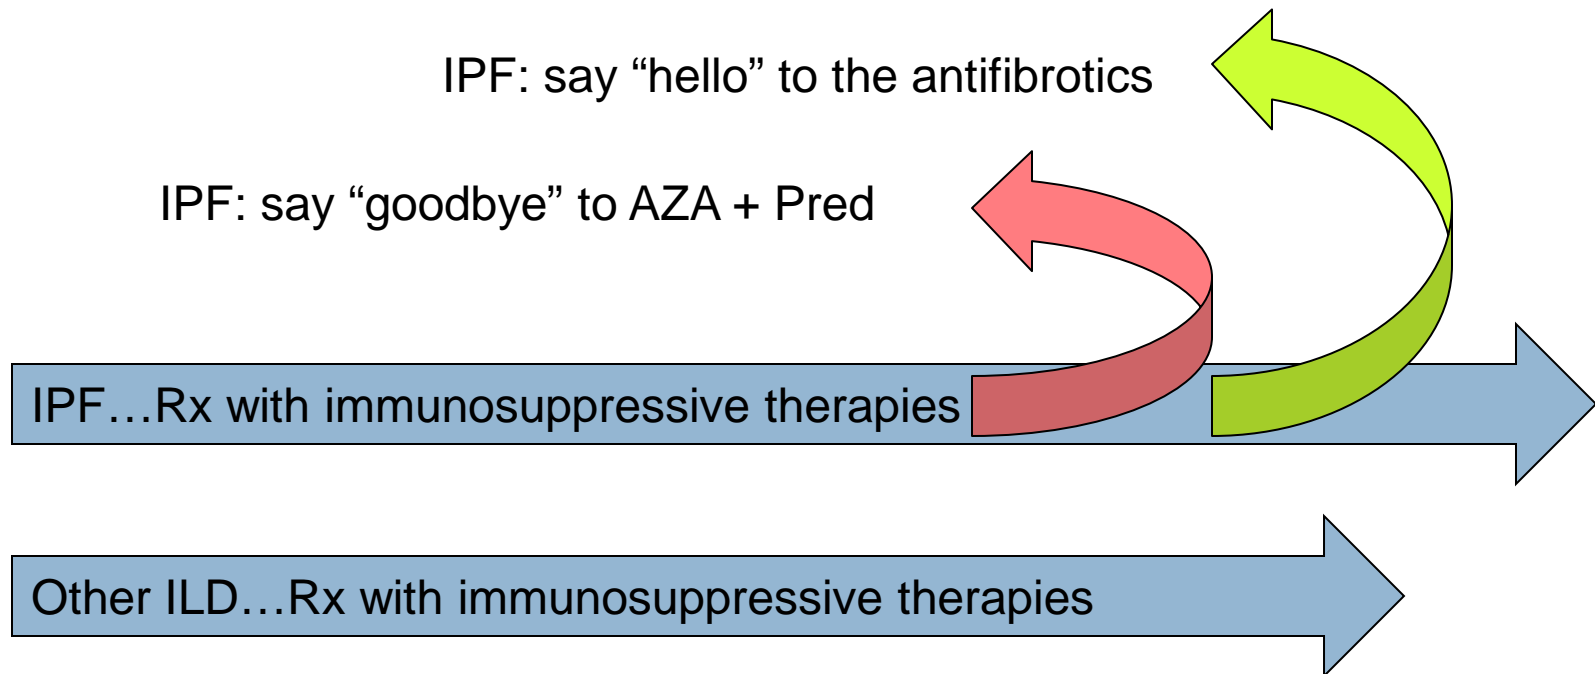 IPF: say “hello” to the antifibrotics
IPF: say “goodbye” to AZA + Pred
IPF…Rx with immunosuppressive therapies
Other ILD…Rx with immunosuppressive therapies